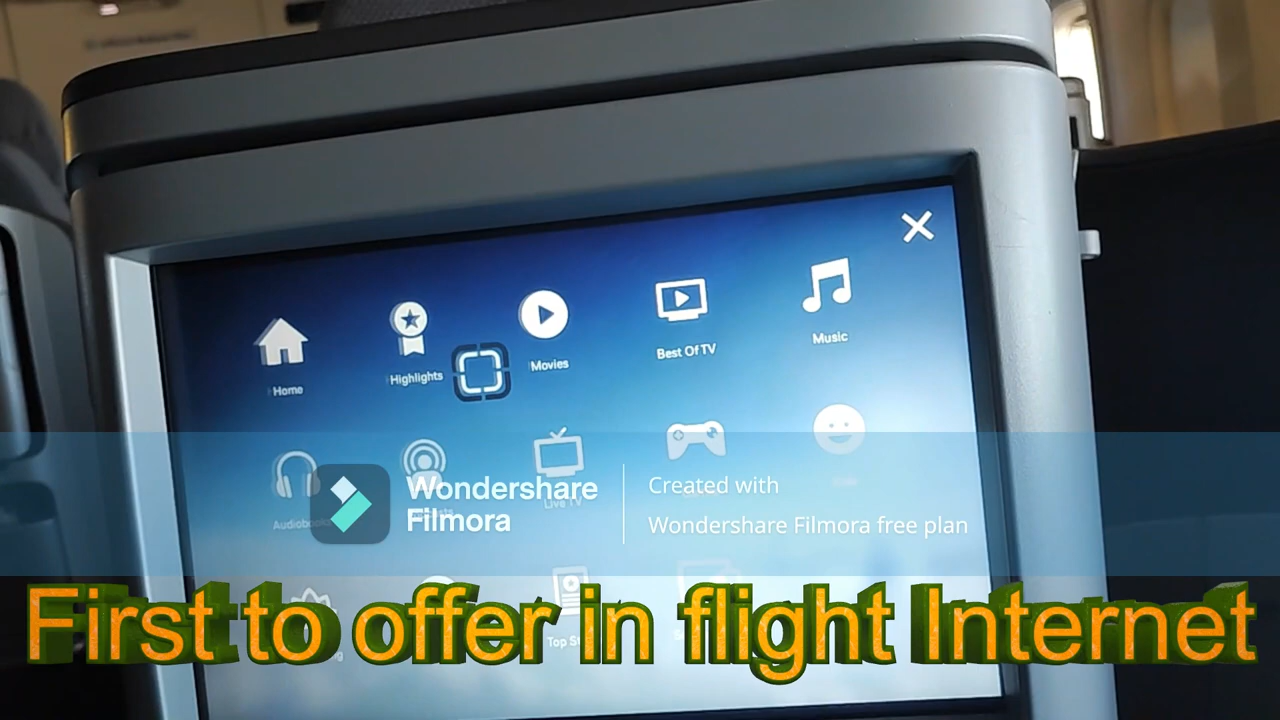 Home
Highlights
Movies
Best Of TV
Music
Live TV
Wondershare
Filmora
Created with
Wondershare Filmora free plan
First to offer in flight Internet